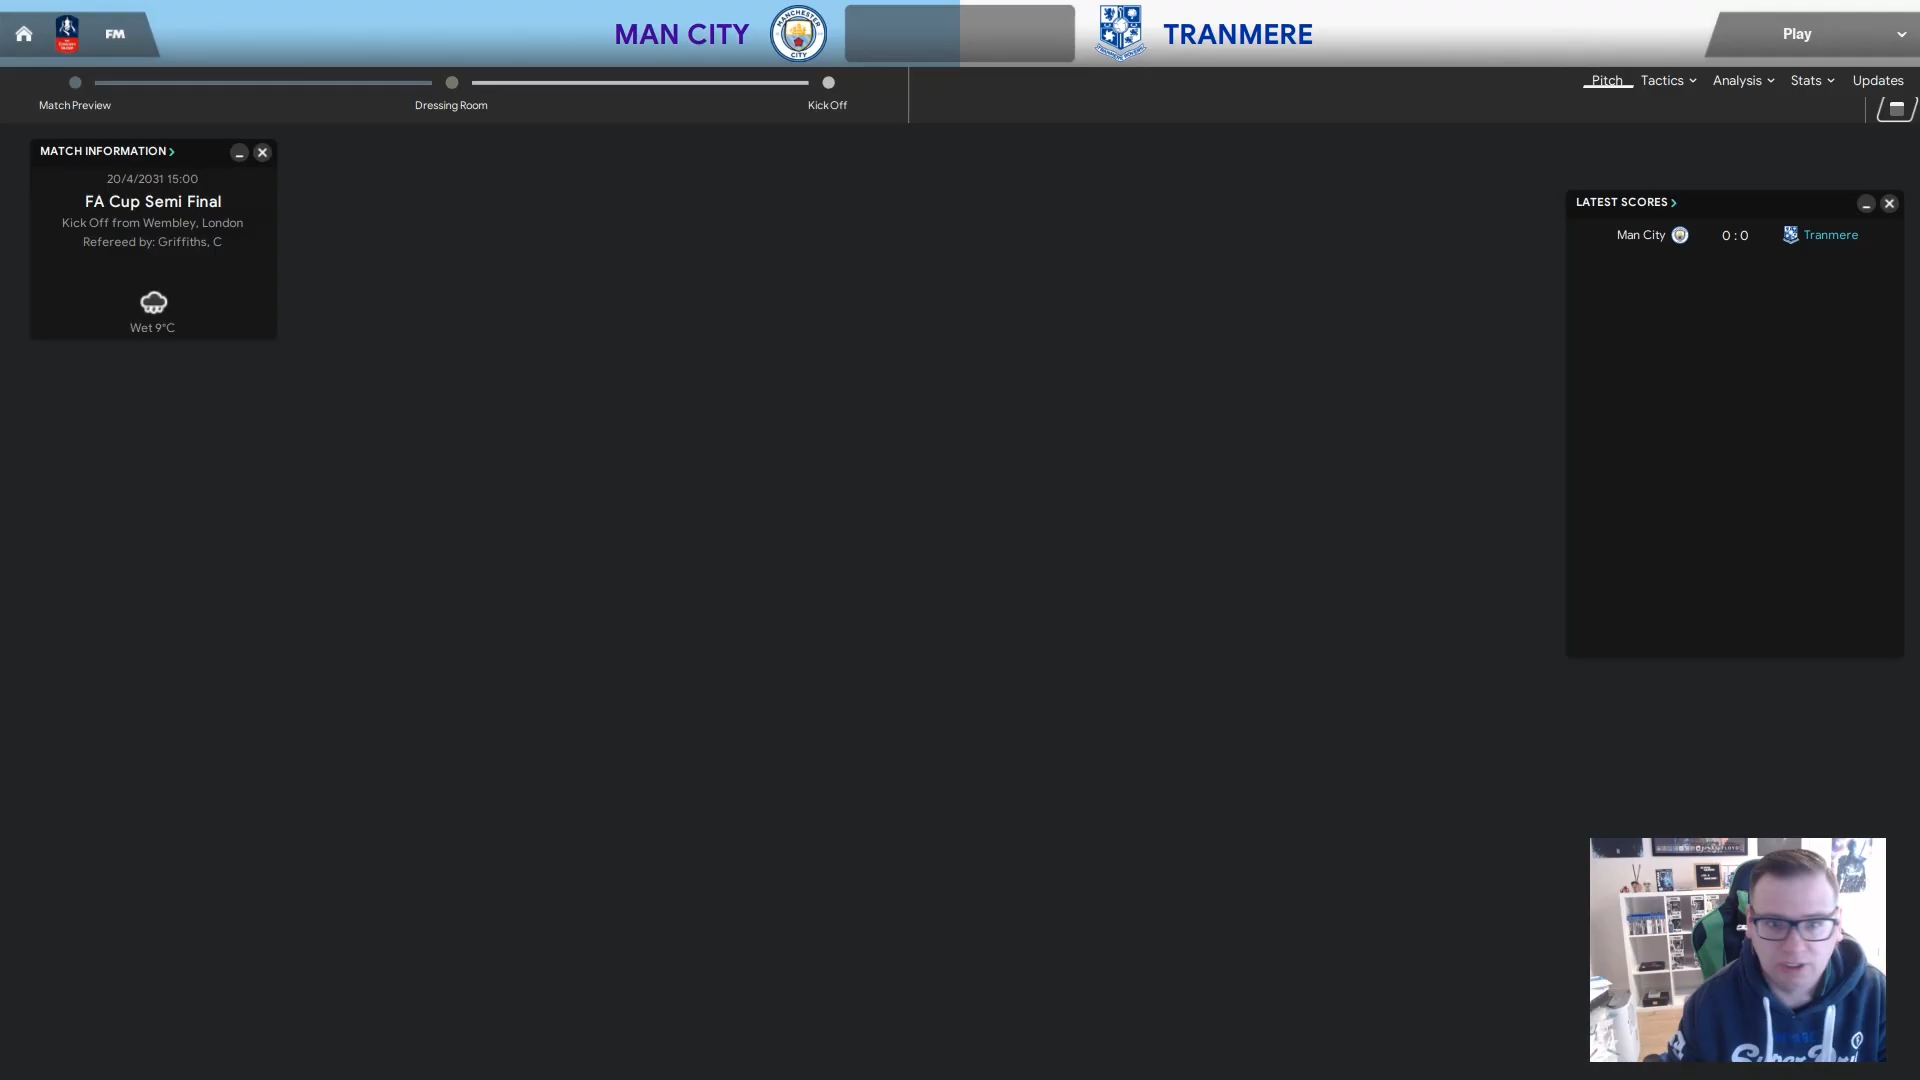 FM
MAN CITY
TRANMERE
Play
Match Preview
Dressing Room
Kick Off
Pitch
Tactics
Analysis
Stats
Updates
MATCH INFORMATION
20/4/2031 15:00
FA Cup Semi Final
Kick Off from Wembley, London
Refereed by: Griffiths, C
Wet 9°C
LATEST SCORES
Man City 0 : 0 Tranmere